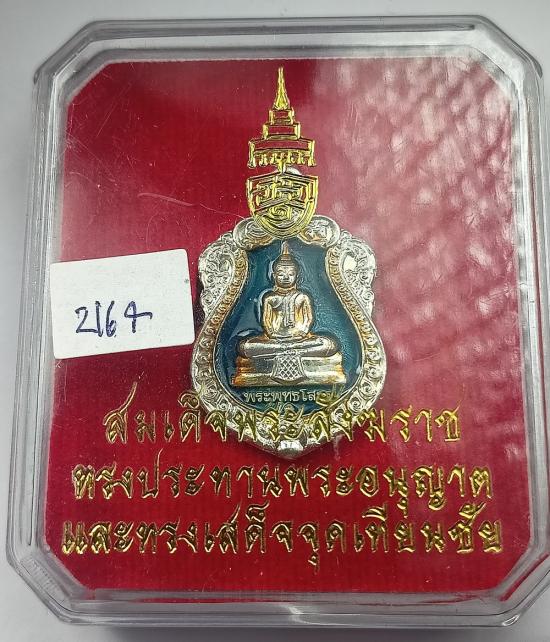 2164
พระพุทธโส
สมเด็จพระสังฆราช
ทรงประทานพระอนุญาต
และทรงเสด็จจุดเทียนชัย